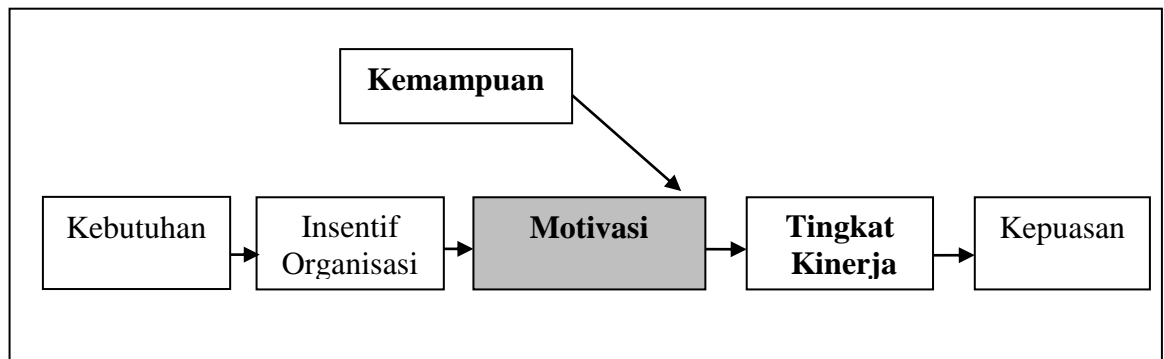 Kemampuan
Kebutuhan
Insentif
Organisasi
Motivasi
Tingkat
Kinerja
Kepuasan